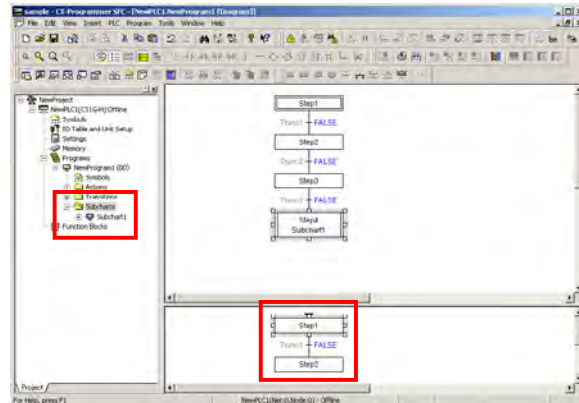 sample - CX-Programmer SFC - [NewPLC1.NewProgram1 [Diagram]]
File Edit View Insert PLC Program Tools Window Help
NewProject
NewPLC1[CS1G-H] Offline
Symbols
IO Table and Unit Setup
Settings
Memory
Programs
NewProgram1 (00)
Symbols
Actions
Transitions
Subcharts
Subchart1
Function Blocks
Project
Step1
Trans1 FALSE
Step2
Trans2 FALSE
Step3
Trans3 FALSE
Step4
Subchart1
Step1
Trans1 FALSE
Step2
For Help, press F1
NewPLC1(Net:0,Node:0) - Offline